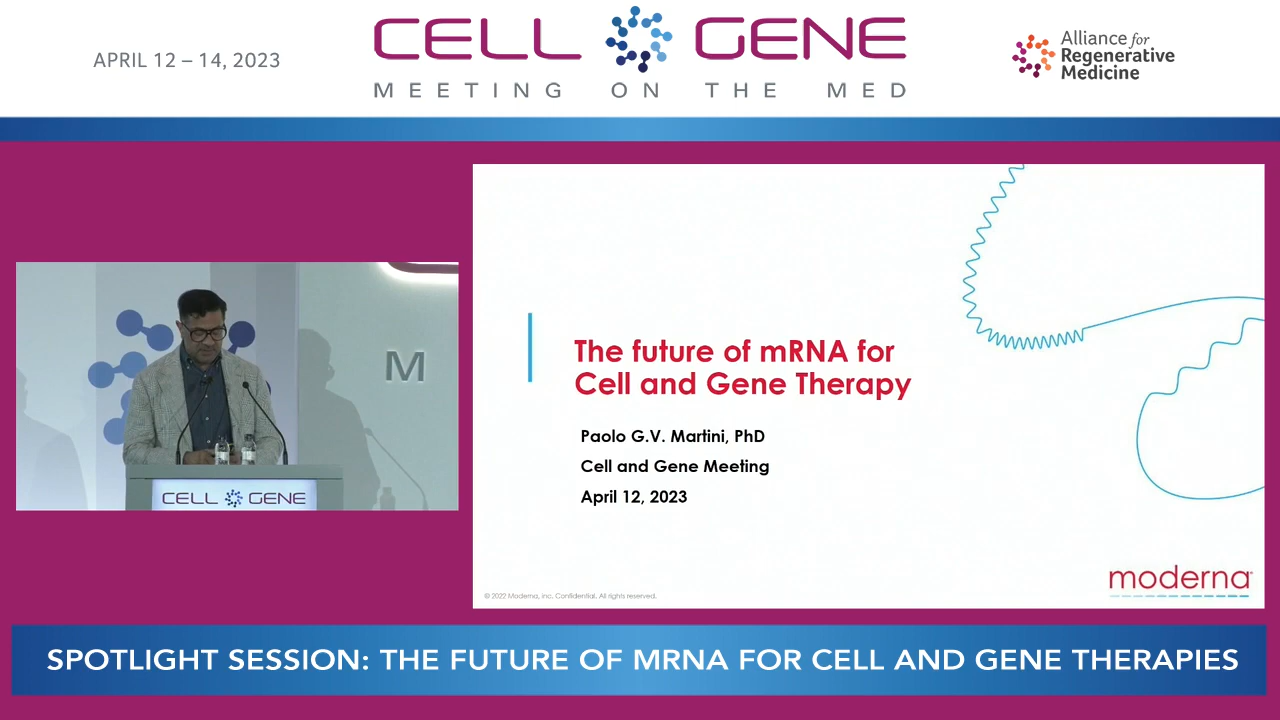 APRIL 12 – 14, 2023
CELL GENE
MEETING ON THE MED
Alliance for
Regenerative
Medicine
M
CELL GENE
The future of mRNA for
Cell and Gene Therapy
Paolo G.V. Martini, PhD
Cell and Gene Meeting
April 12, 2023
© 2022 Moderna, Inc. Confidential. All rights reserved.
moderna
SPOTLIGHT SESSION: THE FUTURE OF MRNA FOR CELL AND GENE THERAPIES